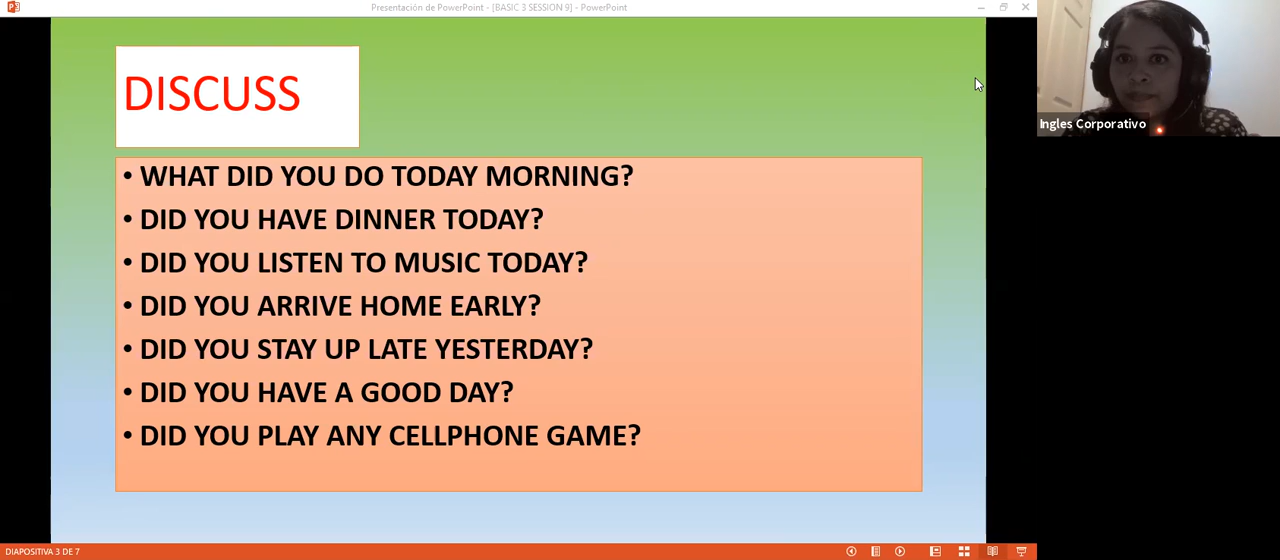 Presentación de PowerPoint - [BASIC 3 SESSION 9] - PowerPoint
DISCUSS
Ingles Corporativo
• WHAT DID YOU DO TODAY MORNING?
• DID YOU HAVE DINNER TODAY?
• DID YOU LISTEN TO MUSIC TODAY?
• DID YOU ARRIVE HOME EARLY?
• DID YOU STAY UP LATE YESTERDAY?
• DID YOU HAVE A GOOD DAY?
• DID YOU PLAY ANY CELLPHONE GAME?
DIAPOSITIVA 3 DE 7